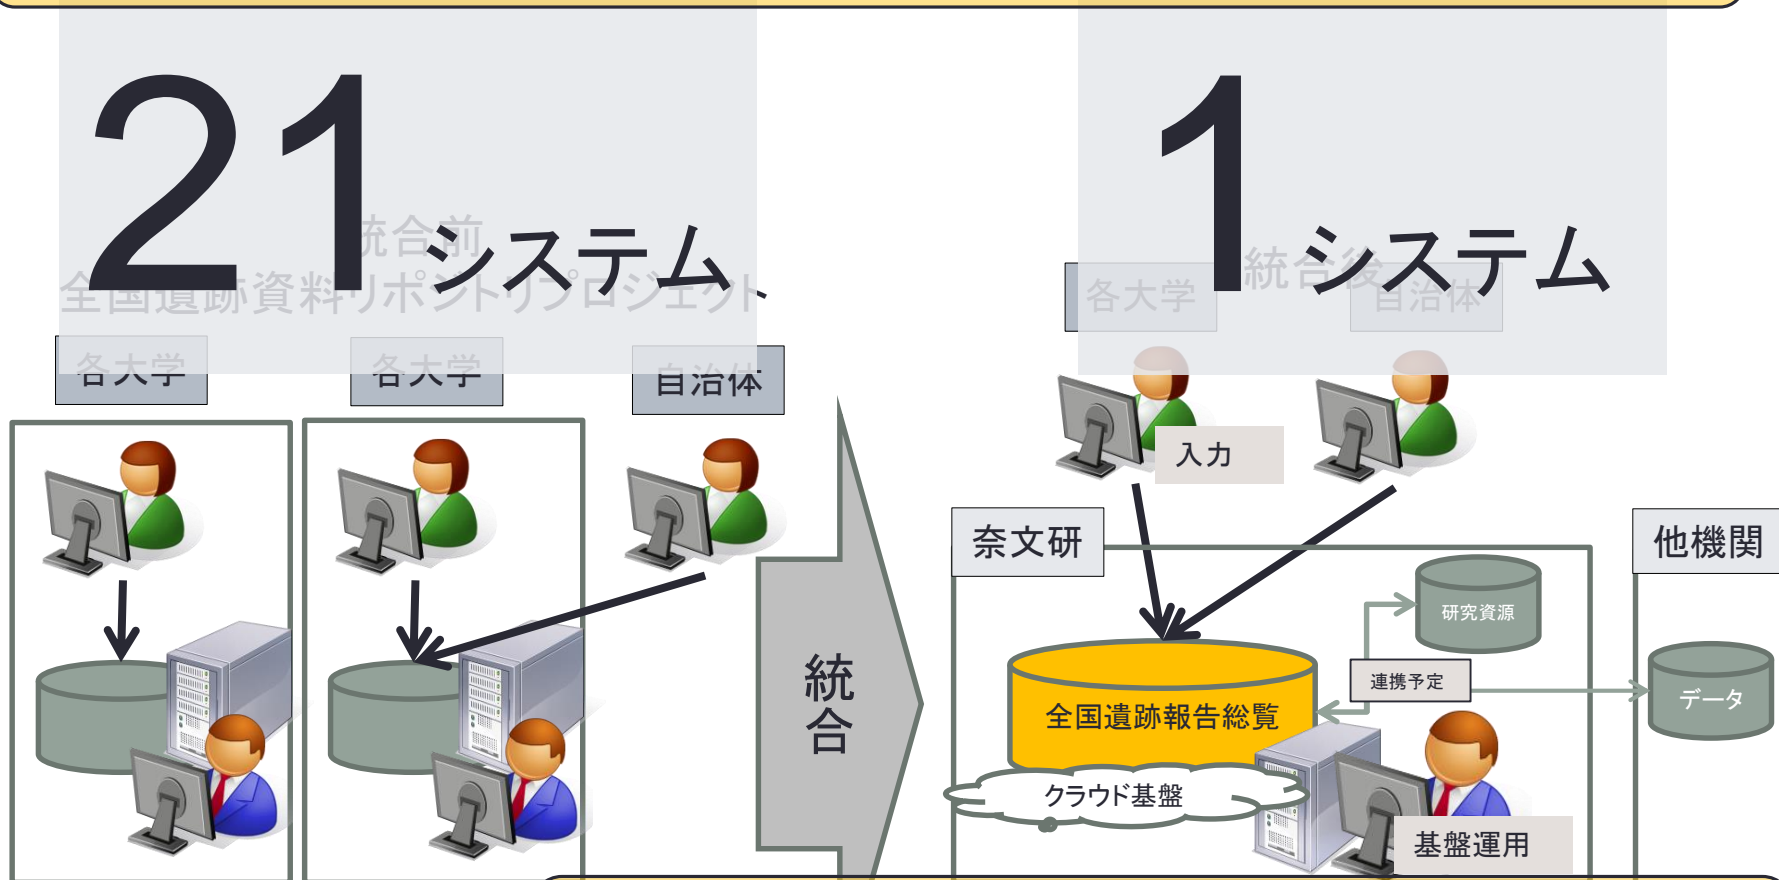 21システム
統合前
全国遺跡資料リポジトリプロジェクト
各大学
各大学
自治体
統合
1システム
統合後
各大学
自治体
入力
奈文研
他機関
研究資源
連携予定
データ
全国遺跡報告総覧
クラウド基盤
基盤運用